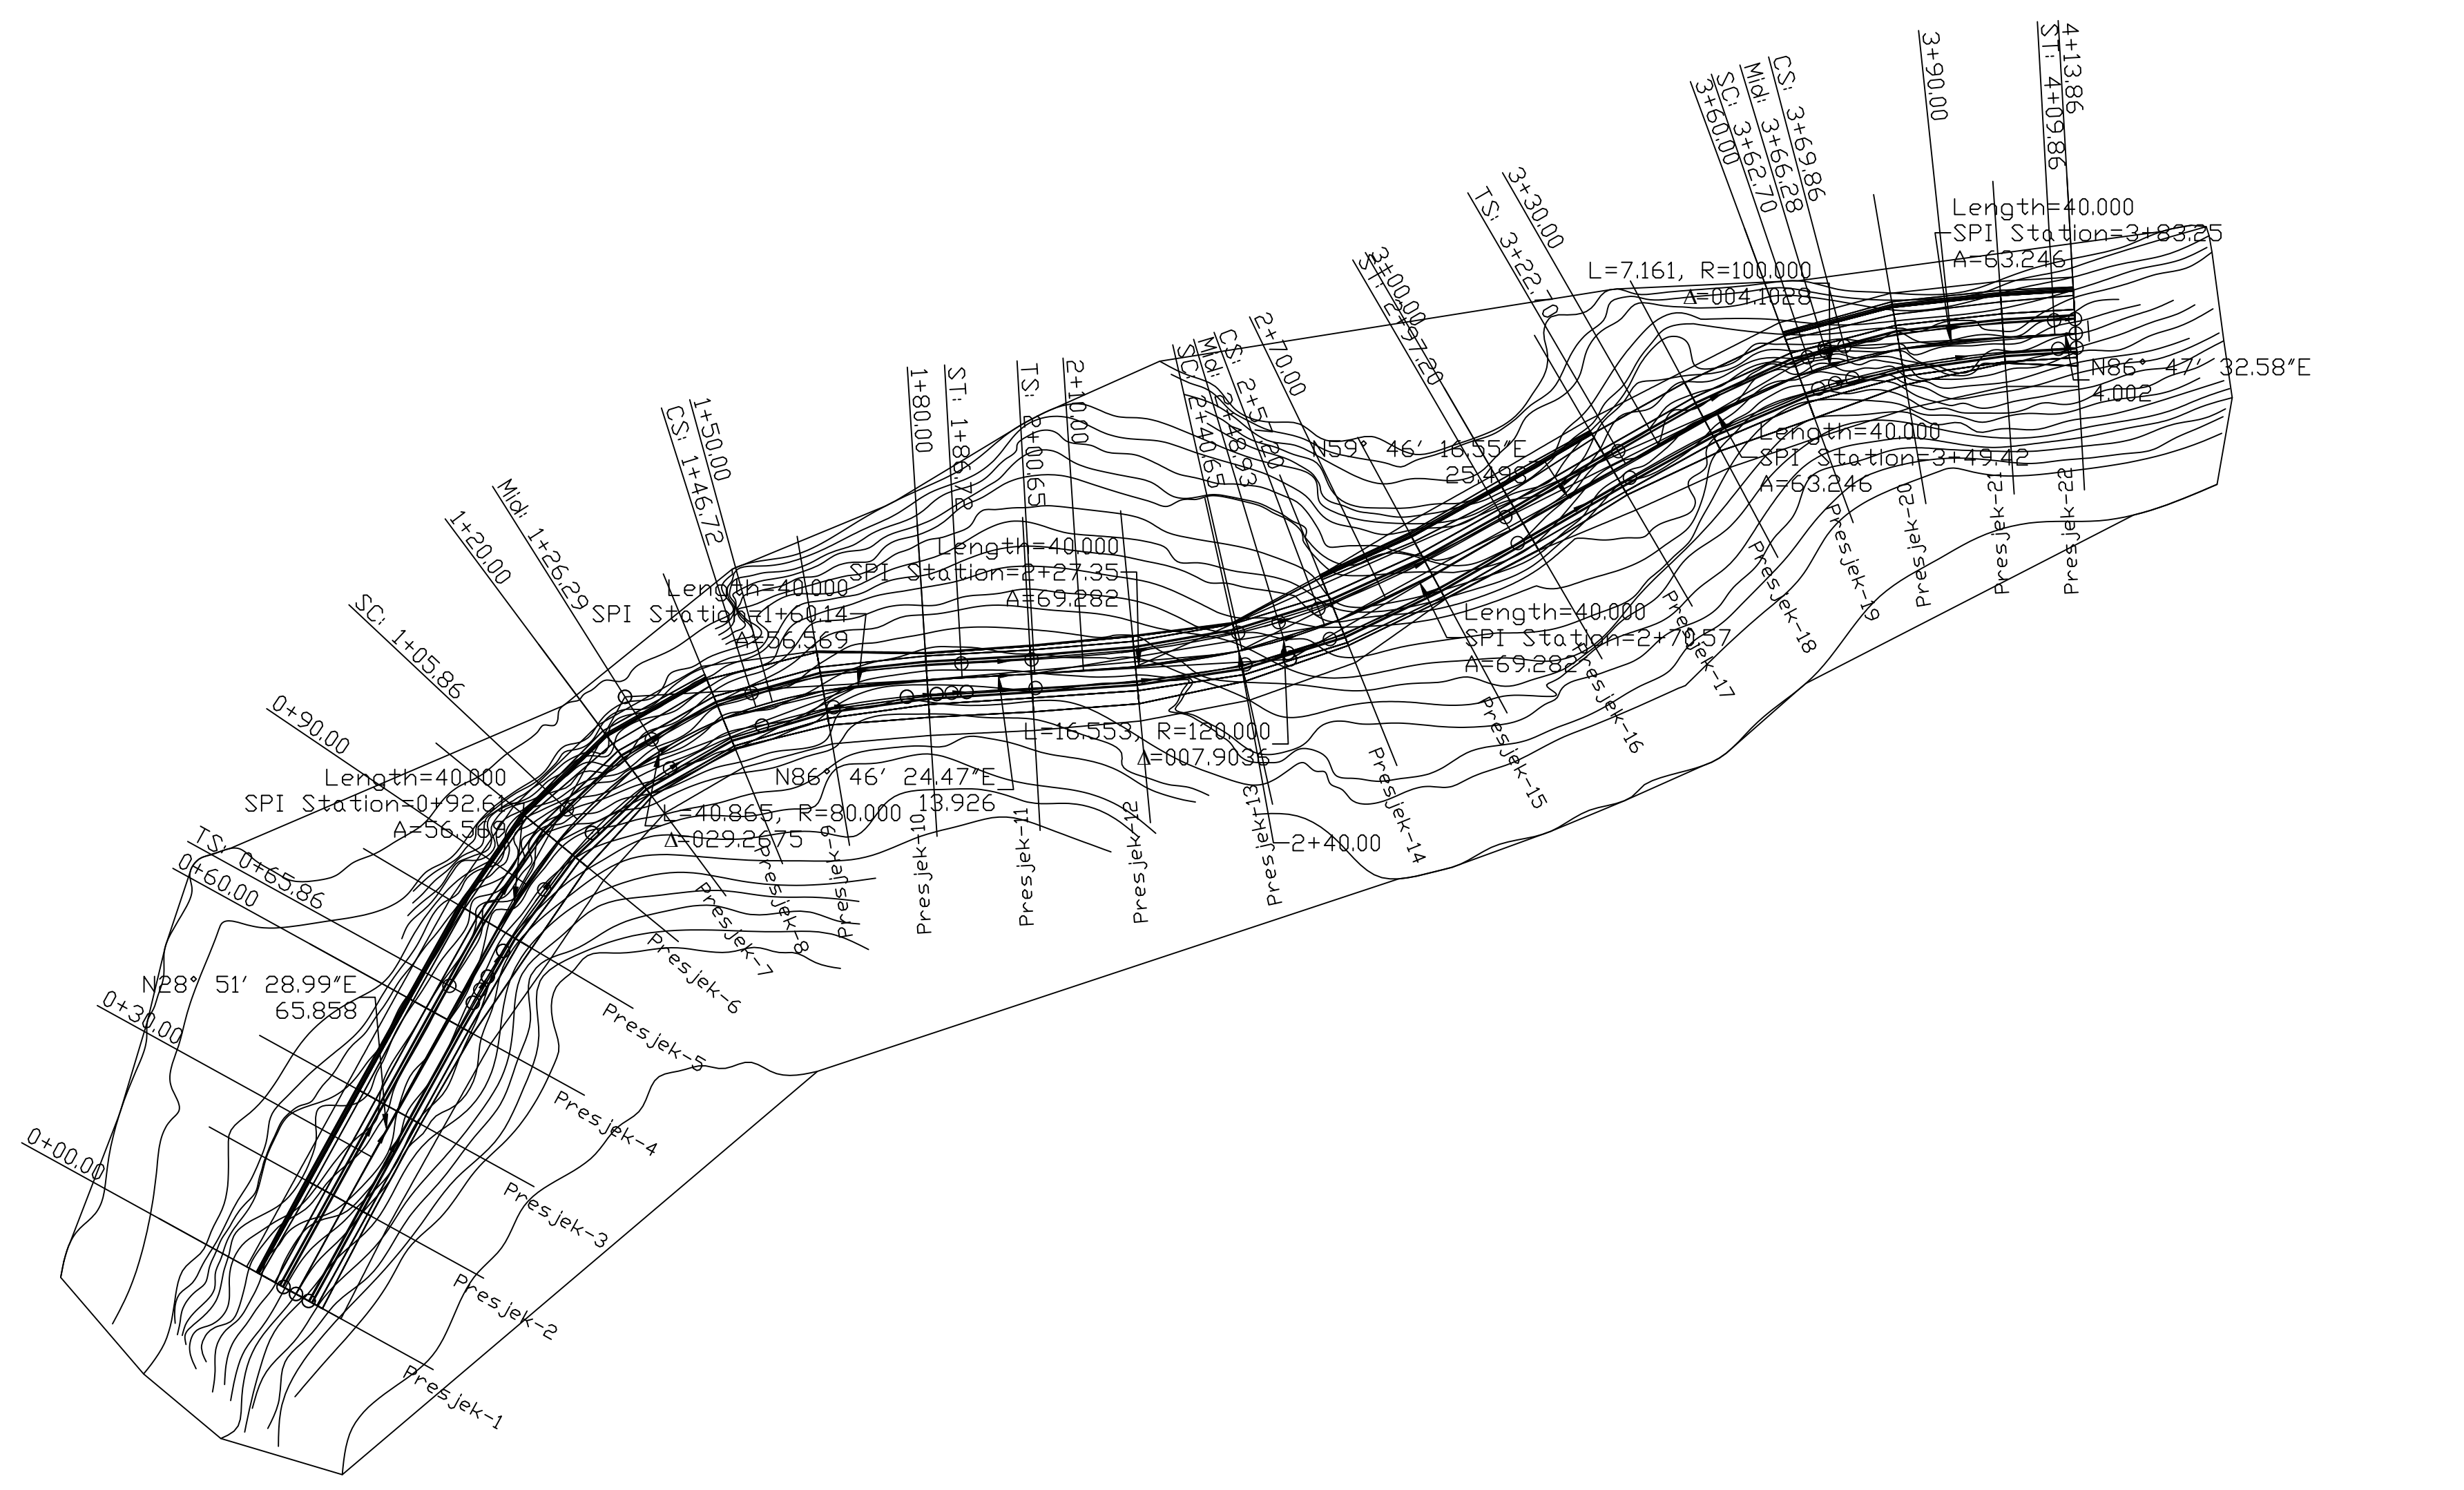 0+00.00
0+30.00
N28° 51' 28.99"E
65.858
0+60.00
TS: 0+65.86
Length=40.000
SPI Station=0+92.61
A=56.569
0+90.00
SC: 1+05.86
1+20.00
Mid: 1+26.29
L=40.865, R=80.000
Δ=029.2675
CS: 1+46.72
1+50.00
Length=40.000
SPI Station=1+60.14
A=56.569
1+80.00
ST: 1+86.72
N86° 46' 24.47"E
13.926
TS: 2+00.65
2+10.00
Length=40.000
SPI Station=2+27.35
A=69.282
2+40.00
SC: 2+40.65
Mid: 2+48.93
CS: 2+57.20
L=16.553, R=120.000
Δ=007.9036
2+70.00
Length=40.000
SPI Station=2+70.57
A=69.282
ST: 2+97.20
3+00.00
N59° 46' 16.55"E
25.498
TS: 3+22.70
3+30.00
Length=40.000
SPI Station=3+49.42
A=63.246
3+60.00
SC: 3+62.70
Mid: 3+66.28
CS: 3+69.86
L=7.161, R=100.000
Δ=004.1028
3+90.00
Length=40.000
SPI Station=3+83.25
A=63.246
ST: 4+09.86
4+13.86
N86° 47' 32.58"E
4.002
Presjek-1
Presjek-2
Presjek-3
Presjek-4
Presjek-5
Presjek-6
Presjek-7
Presjek-8
Presjek-9
Presjek-10
Presjek-11
Presjek-12
Presjek-13
Presjek-14
Presjek-15
Presjek-16
Presjek-17
Presjek-18
Presjek-19
Presjek-20
Presjek-21
Presjek-22